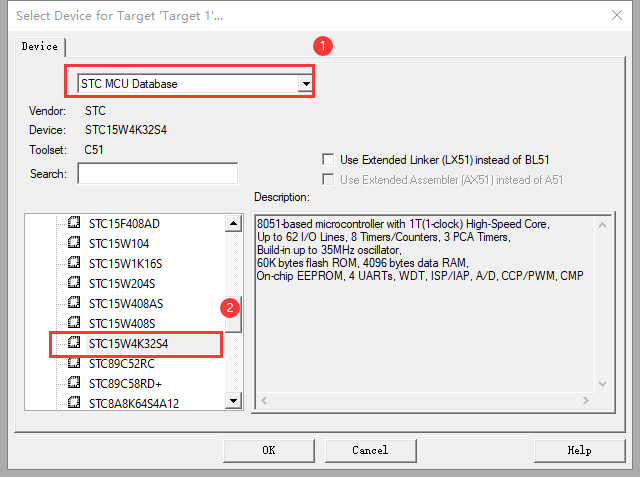 Select Device for Target 'Target 1'...
Device
1
STC MCU Database
Vendor: STC
Device: STC15W4K32S4
Toolset: C51
Search:
Use Extended Linker (LX51) instead of BL51
Use Extended Assembler (AX51) instead of A51
Description:
STC15F408AD
STC15W104
STC15W1K16S
STC15W204S
STC15W408AS
STC15W408S
2
STC15W4K32S4
STC89C52RC
STC89C58RD+
STC8A8K64S4A12
8051-based microcontroller with 1T(1-clock) High-Speed Core,
Up to 62 I/O Lines, 8 Timers/Counters, 3 PCA Timers,
Build-in up to 35MHz oscillator,
60K bytes flash ROM, 4096 bytes data RAM,
On-chip EEPROM, 4 UARTs, WDT, ISP/IAP, A/D, CCP/PWM, CMP
OK
Cancel
Help